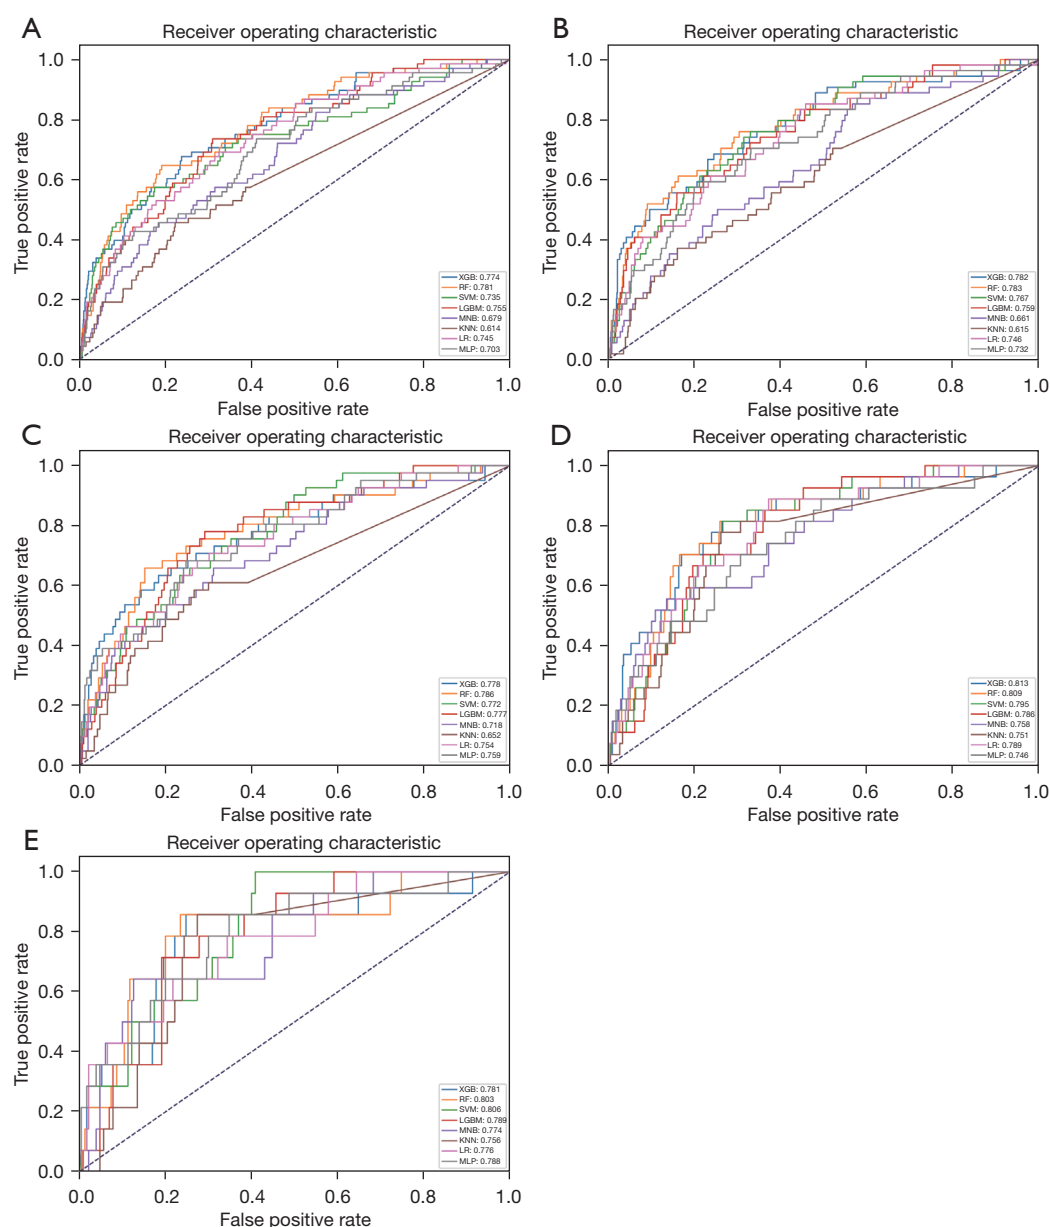 A
Receiver operating characteristic
True positive rate
1.0
0.8
0.6
0.4
0.2
0.0
XGB: 0.774
RF: 0.781
SVM: 0.735
LGBM: 0.755
MNB: 0.679
KNN: 0.614
LR: 0.745
MLP: 0.703
0.0 0.2 0.4 0.6 0.8 1.0
False positive rate
B
Receiver operating characteristic
True positive rate
1.0
0.8
0.6
0.4
0.2
0.0
XGB: 0.782
RF: 0.783
SVM: 0.767
LGBM: 0.759
MNB: 0.661
KNN: 0.615
LR: 0.746
MLP: 0.732
0.0 0.2 0.4 0.6 0.8 1.0
False positive rate
C
Receiver operating characteristic
True positive rate
1.0
0.8
0.6
0.4
0.2
0.0
XGB: 0.778
RF: 0.786
SVM: 0.772
LGBM: 0.777
MNB: 0.718
KNN: 0.652
LR: 0.754
MLP: 0.759
0.0 0.2 0.4 0.6 0.8 1.0
False positive rate
D
Receiver operating characteristic
True positive rate
1.0
0.8
0.6
0.4
0.2
0.0
XGB: 0.813
RF: 0.809
SVM: 0.795
LGBM: 0.786
MNB: 0.758
KNN: 0.751
LR: 0.789
MLP: 0.746
0.0 0.2 0.4 0.6 0.8 1.0
False positive rate
E
Receiver operating characteristic
True positive rate
1.0
0.8
0.6
0.4
0.2
0.0
XGB: 0.781
RF: 0.803
SVM: 0.806
LGBM: 0.789
MNB: 0.774
KNN: 0.756
LR: 0.776
MLP: 0.788
0.0 0.2 0.4 0.6 0.8 1.0
False positive rate